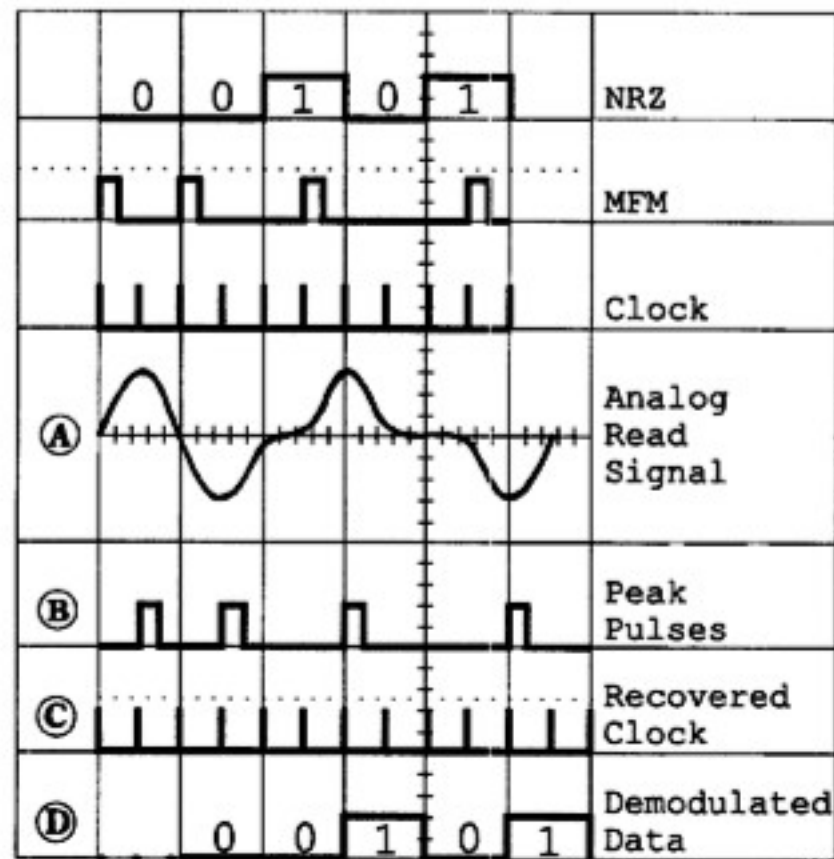 0 0 1 0 1 NRZ
MFM
Clock
A Analog
Read
Signal
B Peak
Pulses
C Recovered
Clock
D 0 0 1 0 1 Demodulated
Data